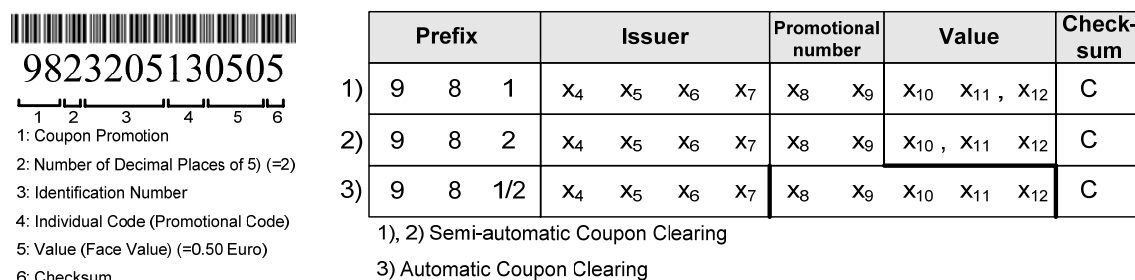 9823205130505
1 2 3 4 5 6
1: Coupon Promotion
2: Number of Decimal Places of 5) (=2)
3: Identification Number
4: Individual Code (Promotional Code)
5: Value (Face Value) (=0.50 Euro)
6: Checksum
Prefix Issuer Promotional number Value Check-sum
1) 9 8 1 x4 x5 x6 x7 x8 x9 x10 x11 , x12 C
2) 9 8 2 x4 x5 x6 x7 x8 x9 x10 , x11 x12 C
3) 9 8 1/2 x4 x5 x6 x7 x8 x9 x10 x11 x12 C
1), 2) Semi-automatic Coupon Clearing
3) Automatic Coupon Clearing